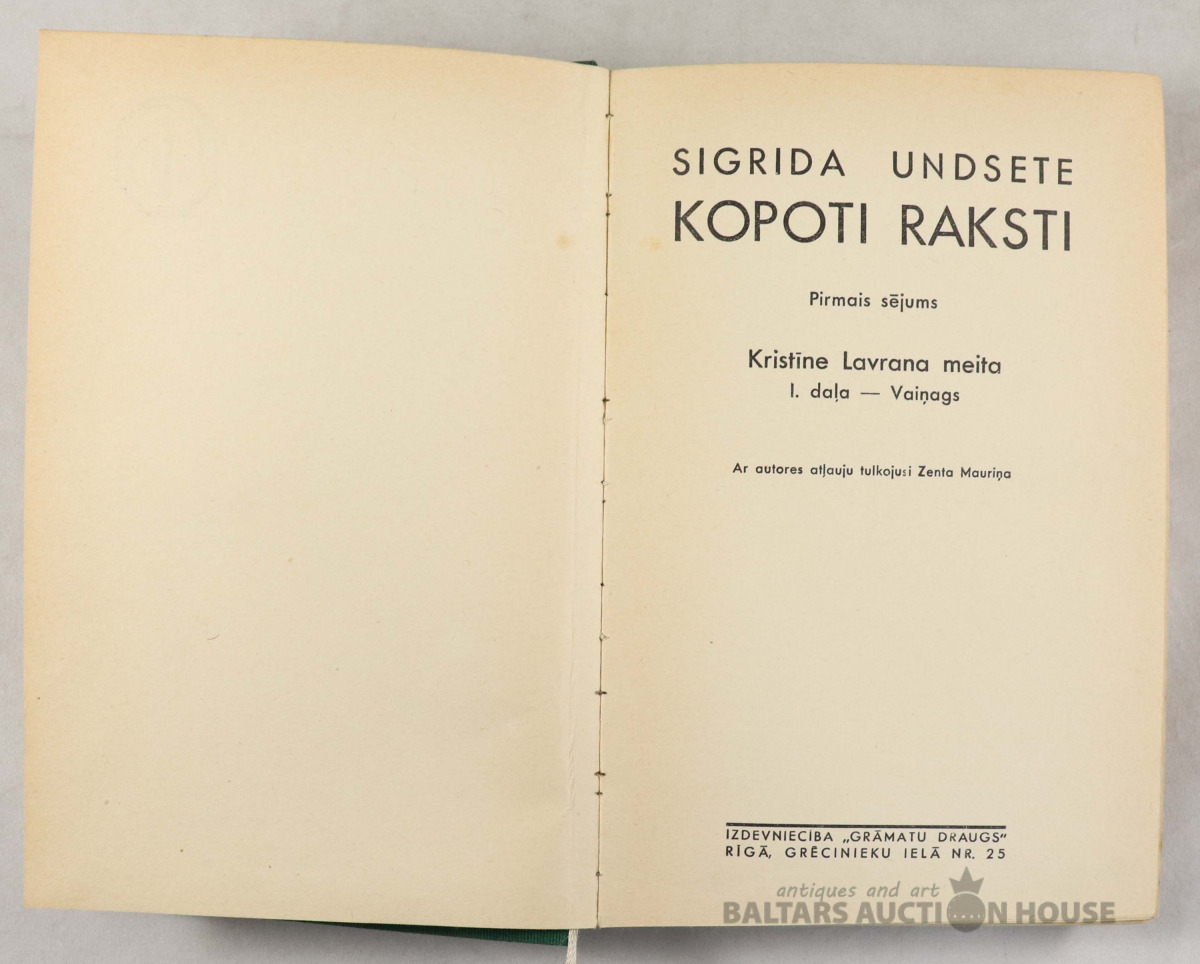 SIGRIDA UNDSETE
KOPOTI RAKSTI
Pirmais sējums
Kristīne Lavrana meita
I. daļa — Vaiņags
Ar autores atļauju tulkojusi Zenta Mauriņa
IZDEVNIECĪBA „GRĀMATU DRAUGS“
RĪGĀ, GRĒCINIEKU IELĀ NR. 25
antiques and art
BALTARS AUCTION HOUSE